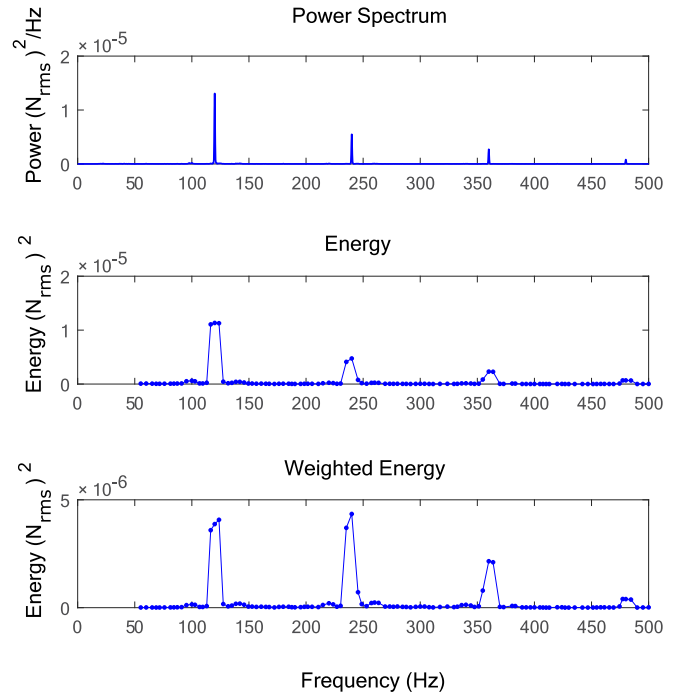 Power Spectrum
Power (Nrms)²/Hz
× 10-5
2
1
0
0 50 100 150 200 250 300 350 400 450 500
Energy
Energy (Nrms)²
× 10-5
2
1
0
0 50 100 150 200 250 300 350 400 450 500
Weighted Energy
Energy (Nrms)²
× 10-6
5
0
0 50 100 150 200 250 300 350 400 450 500
Frequency (Hz)